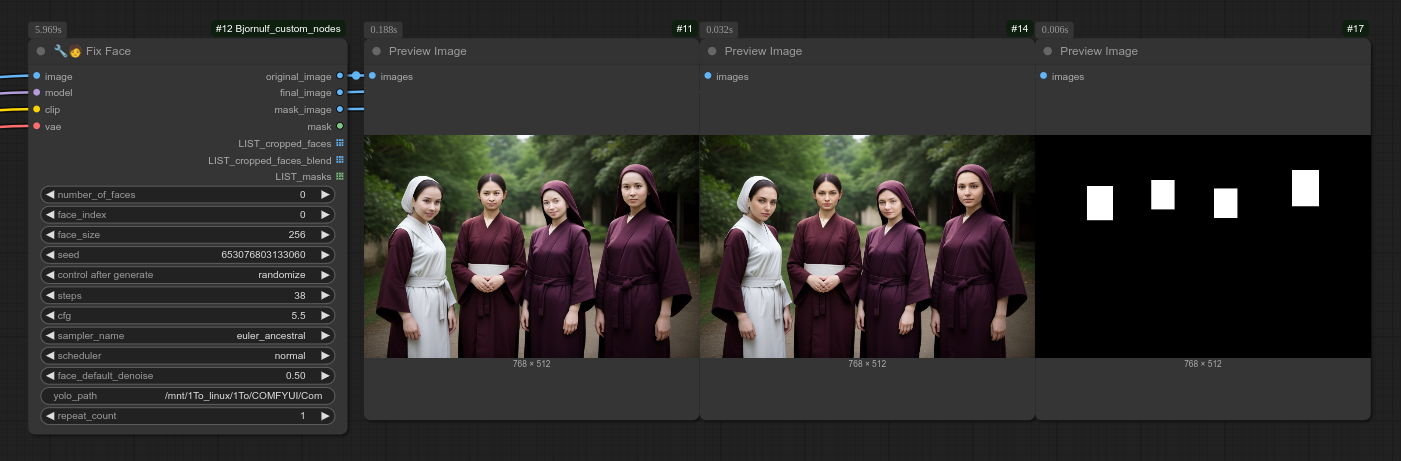 5.969s
#12 Bjornulf_custom_nodes
Fix Face
image
original_image
model
final_image
clip
mask_image
vae
mask
LIST_cropped_faces
LIST_cropped_faces_blend
LIST_masks
number_of_faces 0
face_index 0
face_size 256
seed 653076803133060
control after generate randomize
steps 38
cfg 5.5
sampler_name euler_ancestral
scheduler normal
face_default_denoise 0.50
yolo_path /mnt/1To_linux/1To/COMFYUI/Com
repeat_count 1
0.188s
#11
Preview Image
images
768 × 512
0.032s
#14
Preview Image
images
768 × 512
0.006s
#17
Preview Image
images
768 × 512